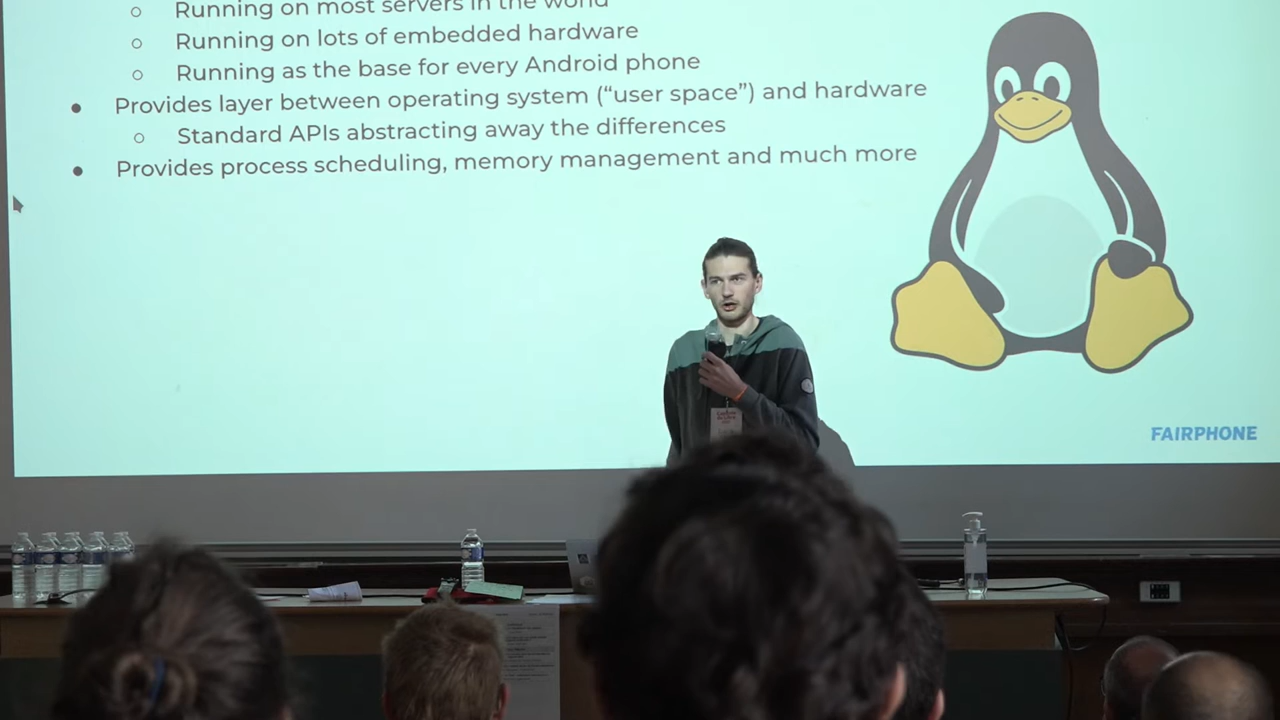 Running on most servers in the world
Running on lots of embedded hardware
Running as the base for every Android phone
Provides layer between operating system (“user space”) and hardware
Standard APIs abstracting away the differences
Provides process scheduling, memory management and much more
FAIRPHONE